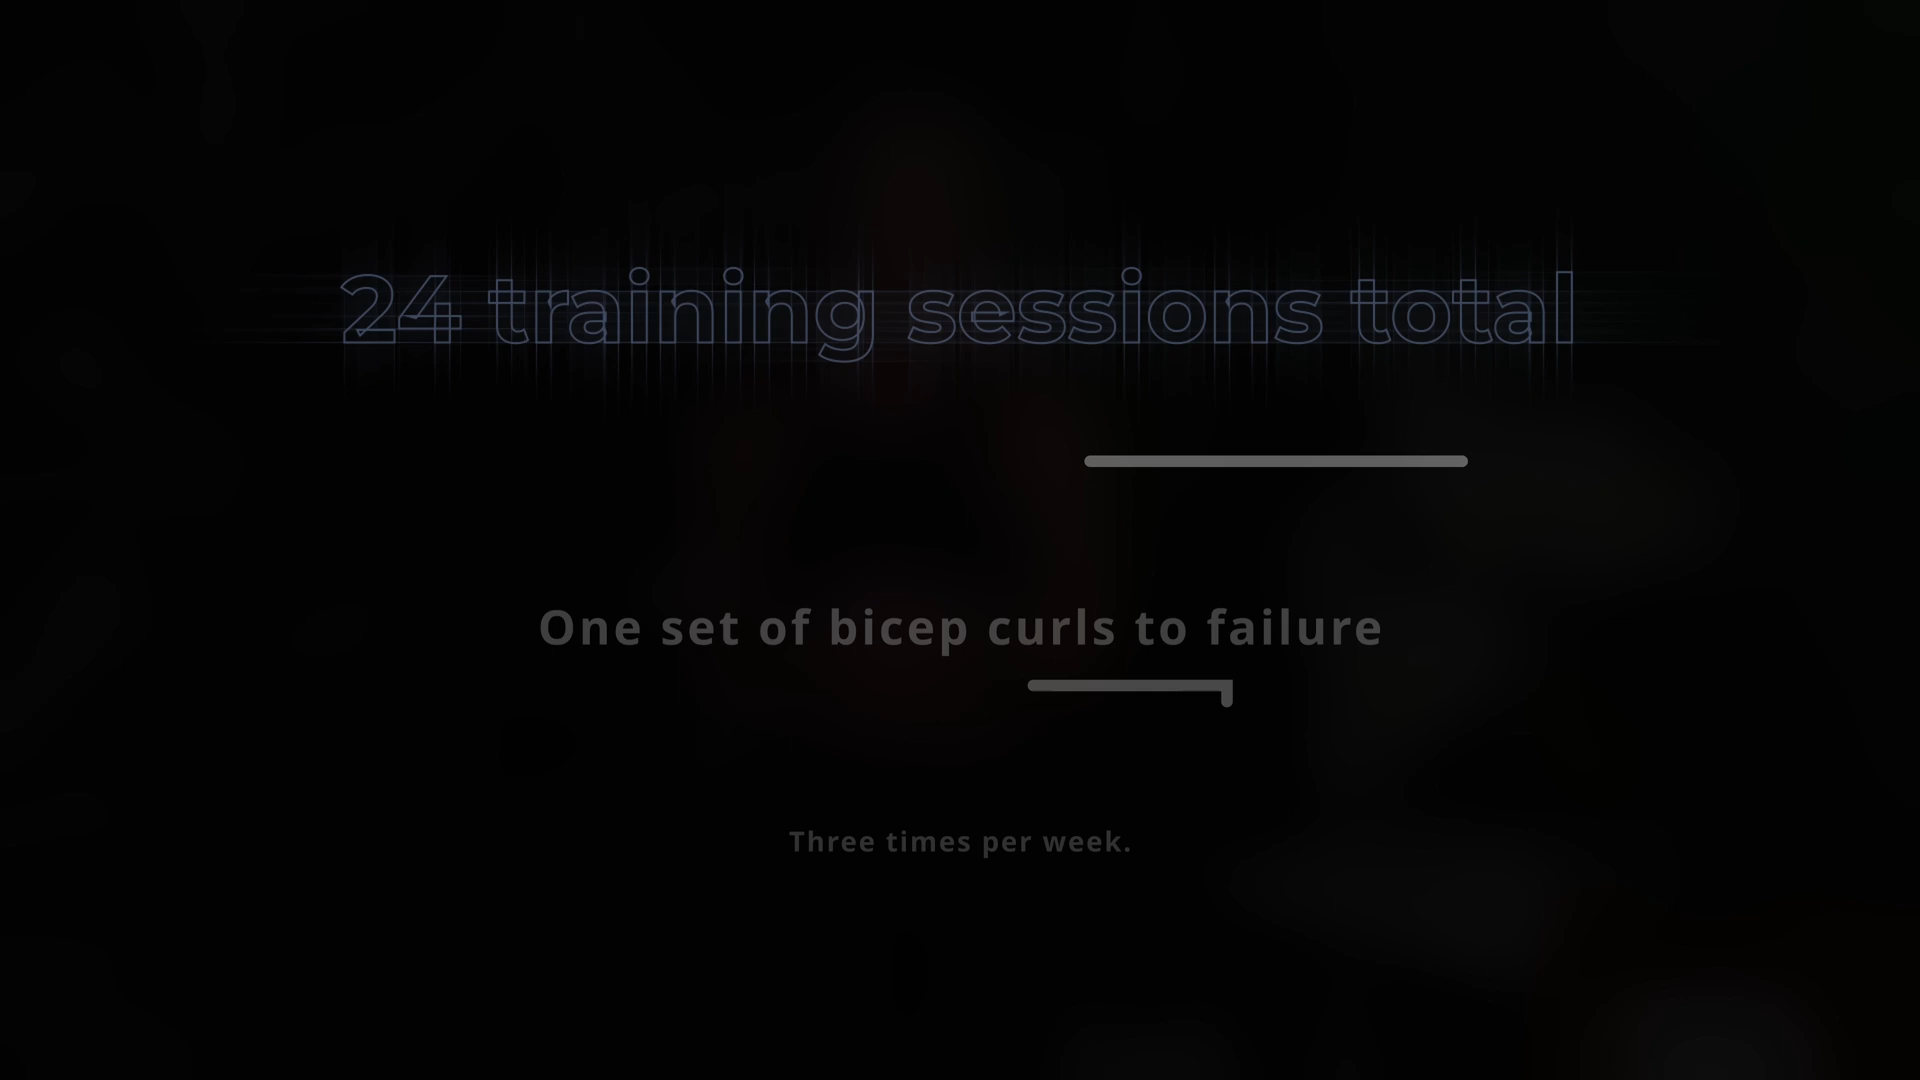 24 training sessions total
One set of bicep curls to failure
Three times per week.